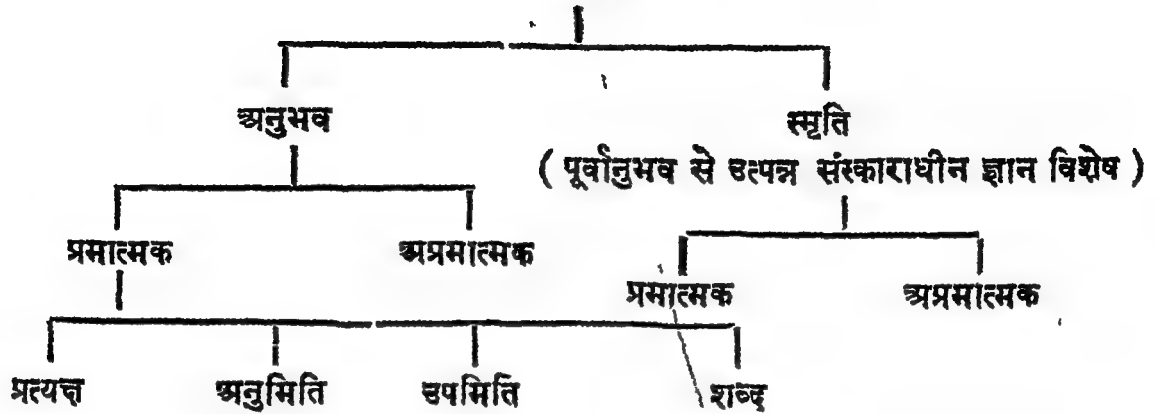 अनुभव स्मृति
( पूर्वानुभव से उत्पन्न संस्काराधीन ज्ञान विशेष )
प्रमात्मक अप्रमात्मक
प्रमात्मक अप्रमात्मक
प्रत्यक्ष अनुमिति उपमिति शब्द